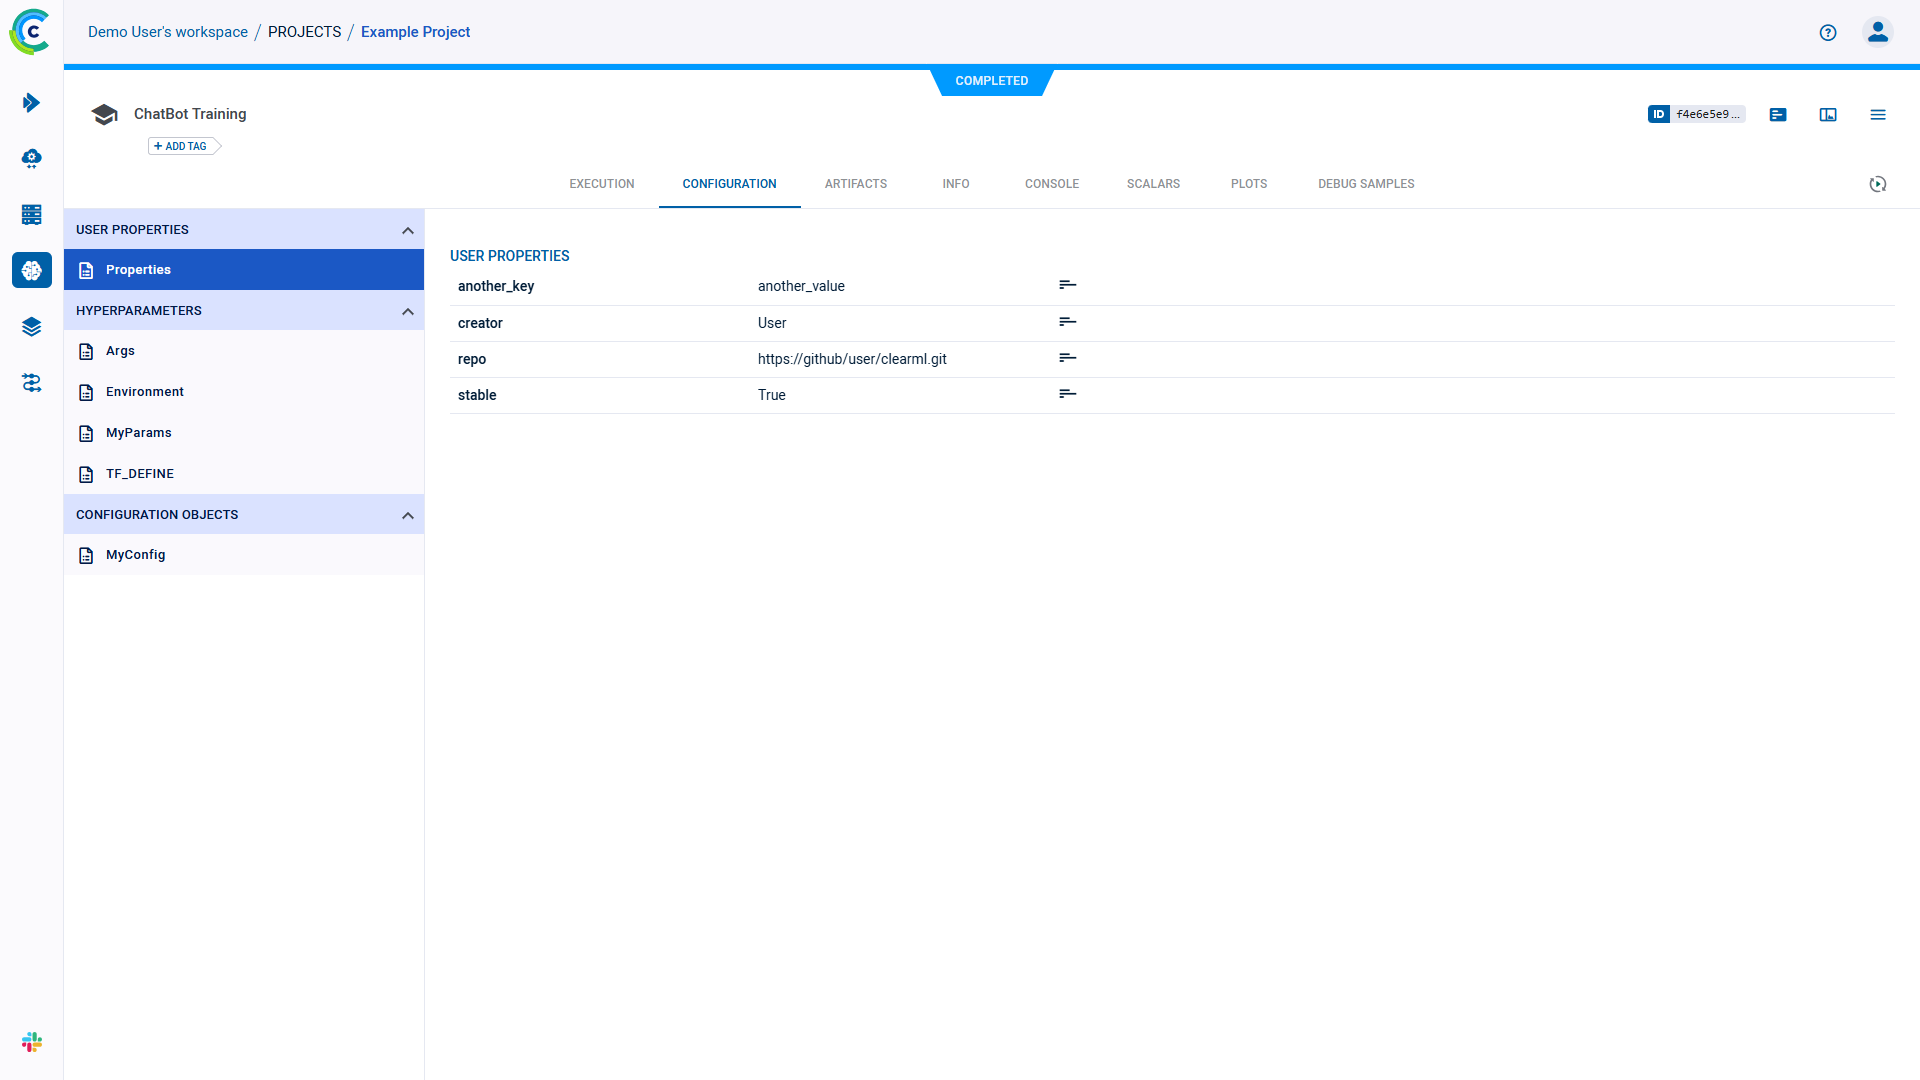 Demo User's workspace / PROJECTS / Example Project
COMPLETED
ChatBot Training
ID f4e6e5e9...
+ ADD TAG
EXECUTION CONFIGURATION ARTIFACTS INFO CONSOLE SCALARS PLOTS DEBUG SAMPLES
USER PROPERTIES
Properties
HYPERPARAMETERS
Args
Environment
MyParams
TF_DEFINE
CONFIGURATION OBJECTS
MyConfig
USER PROPERTIES
another_key another_value
creator User
repo https://github/user/clearml.git
stable True